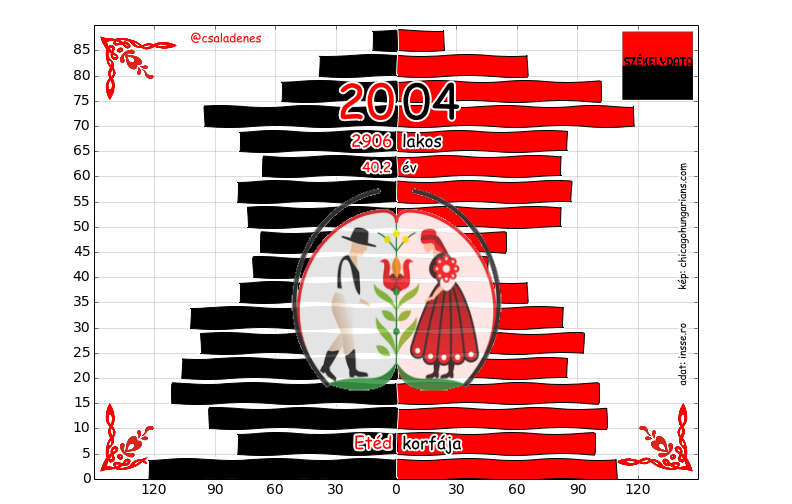 @csaladenes
SZÉKELYDATA
2004
2906 lakos
40.2 év
kép: chicagohungarians.com
adat: insse.ro
Etéd korfája
85
80
75
70
65
60
55
50
45
40
35
30
25
20
15
10
5
0
120 90 60 30 0 30 60 90 120